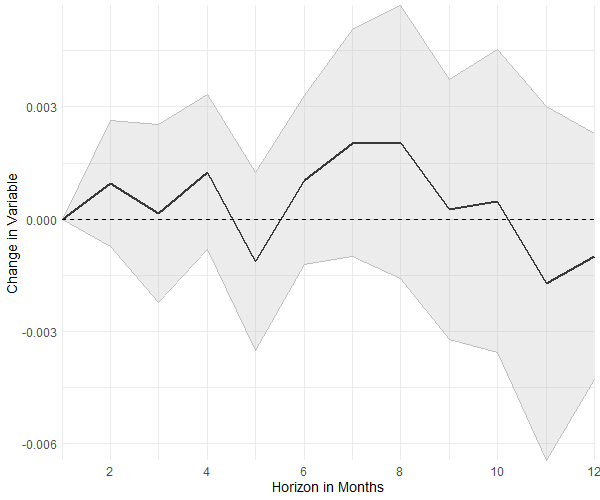 Change in Variable
0.003
0.000
-0.003
-0.006
2 4 6 8 10 12
Horizon in Months